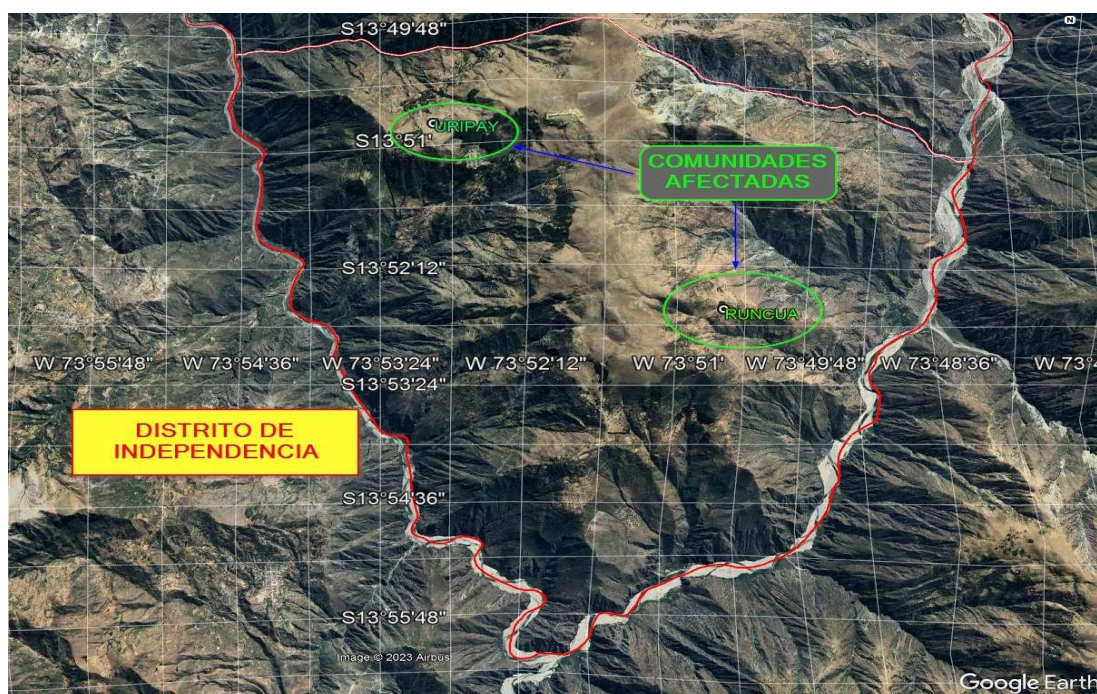 N
S13°49'48"
URIPAY
S13°51'
COMUNIDADES
AFECTADAS
S13°52'12"
RUNCUA
W 73°55'48" W 73°54'36" W 73°53'24" W 73°52'12" W 73°51' W 73°49'48" W 73°48'36" W 73°4
S13°53'24"
DISTRITO DE
INDEPENDENCIA
S13°54'36"
S13°55'48"
Image © 2023 Airbus
Google Earth